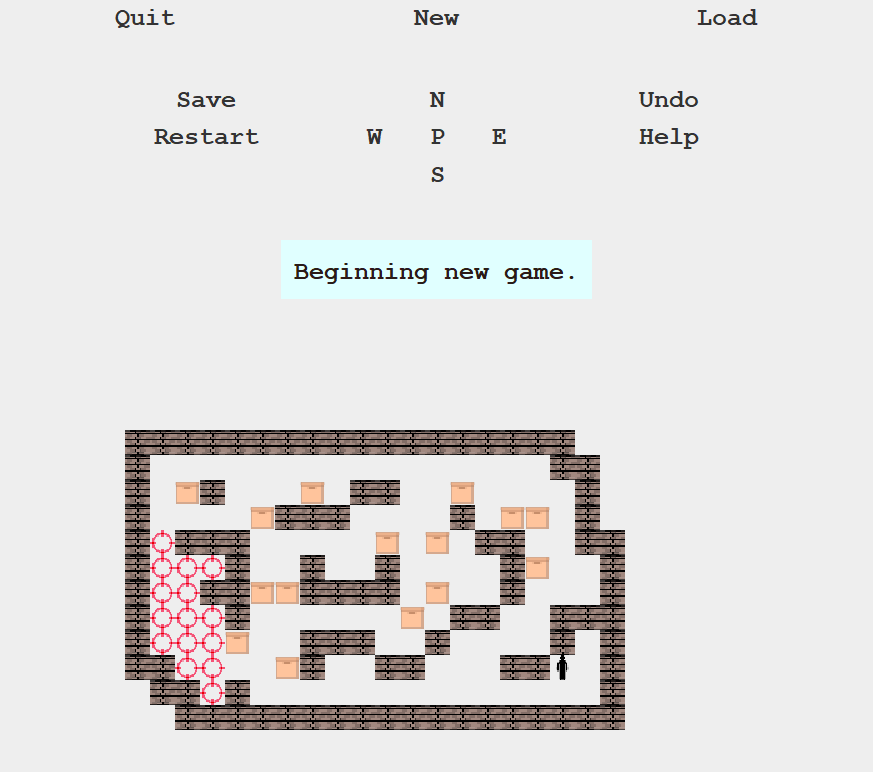 Quit New Load
Save N Undo
Restart W P E Help
S
Beginning new game.